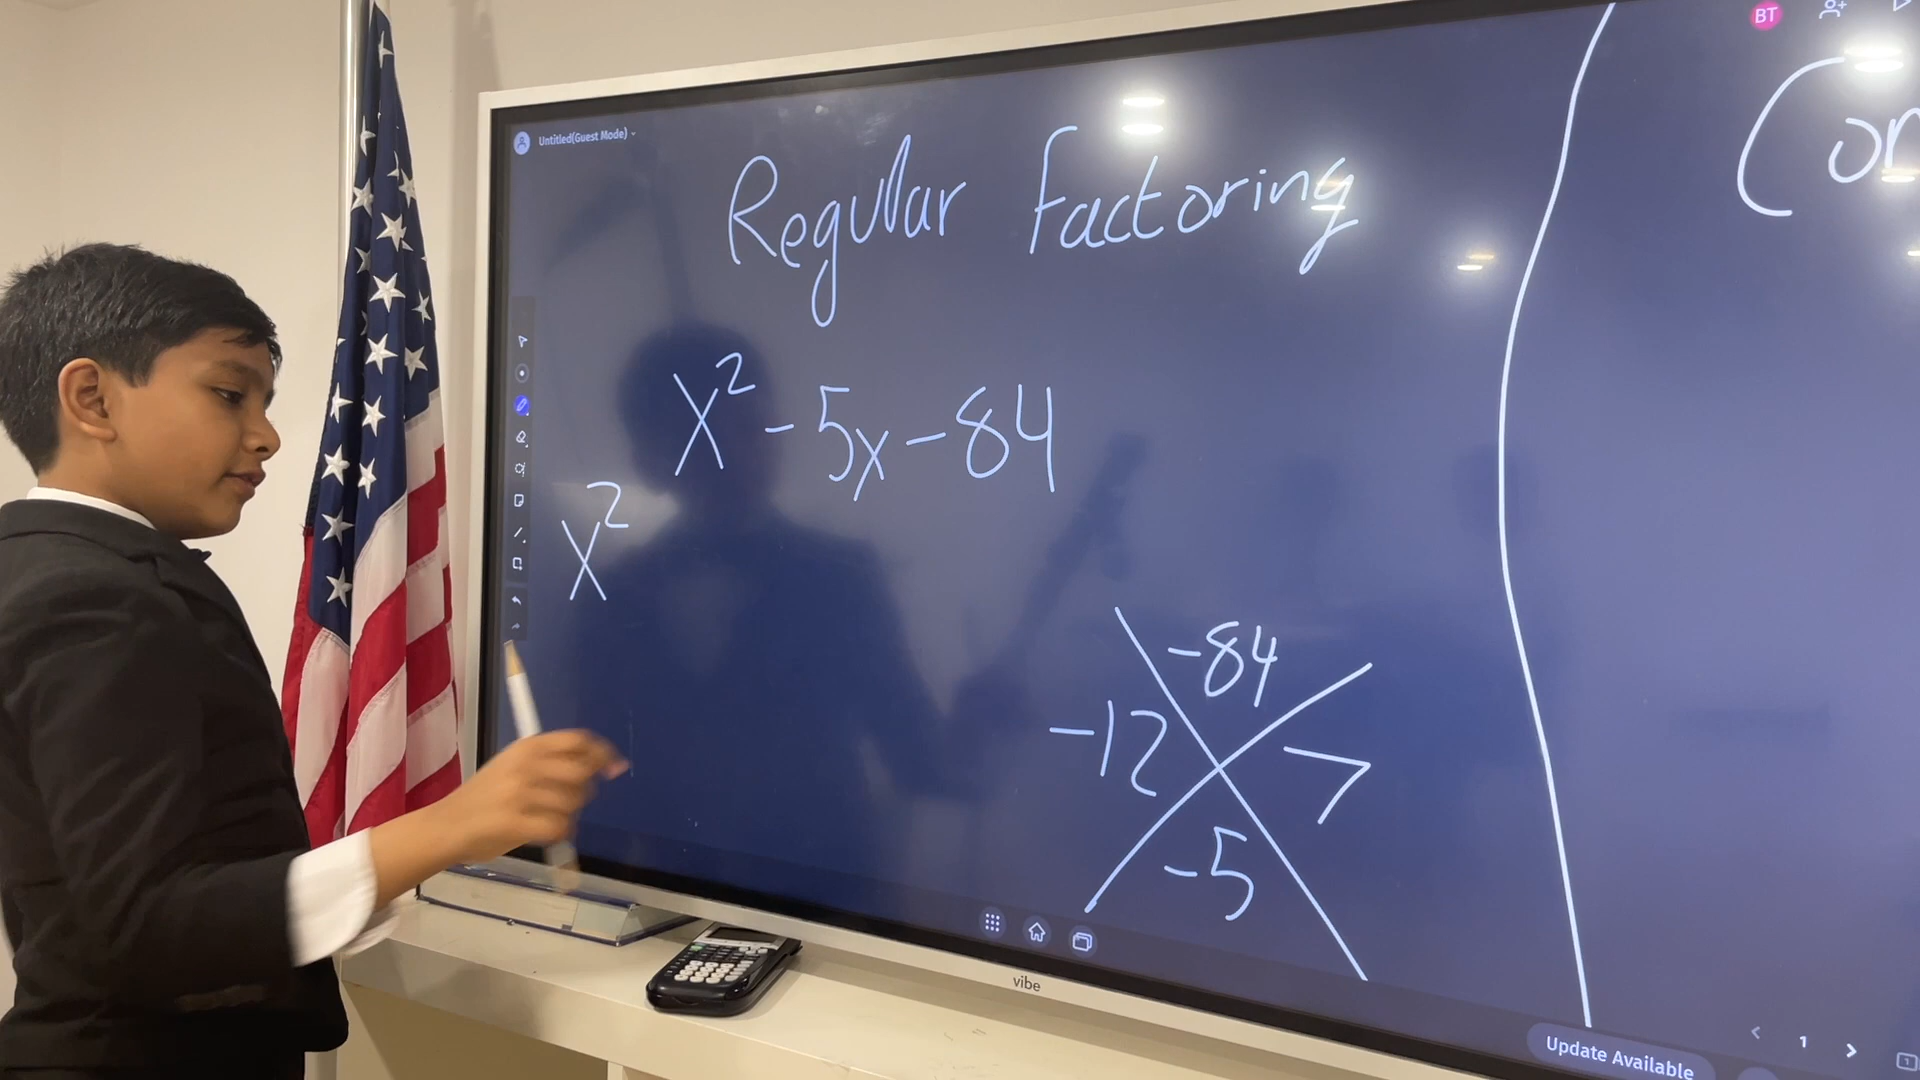 Untitled(Guest Mode)
BT
Regular Factoring
x² - 5x - 84
x²
-84
-12
7
-5
vibe
Update Available
1